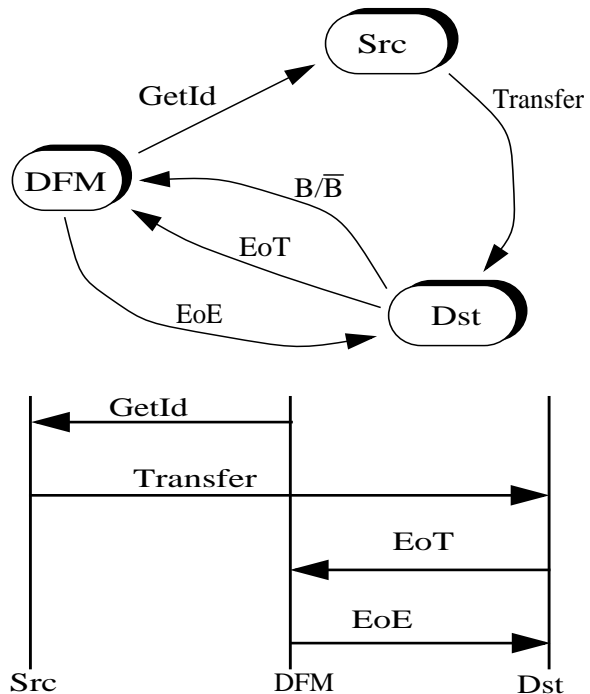 Src
GetId
Transfer
DFM
B/B̅
EoT
EoE
Dst
GetId
Transfer
EoT
EoE
Src
DFM
Dst